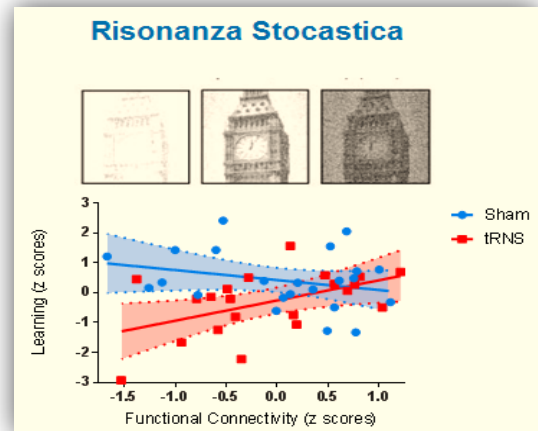 Risonanza Stocastica
3
2
1
0
-1
-2
-3
Learning (z scores)
-1.5
-1.0
-0.5
0.0
0.5
1.0
Functional Connectivity (z scores)
Sham
tRNS